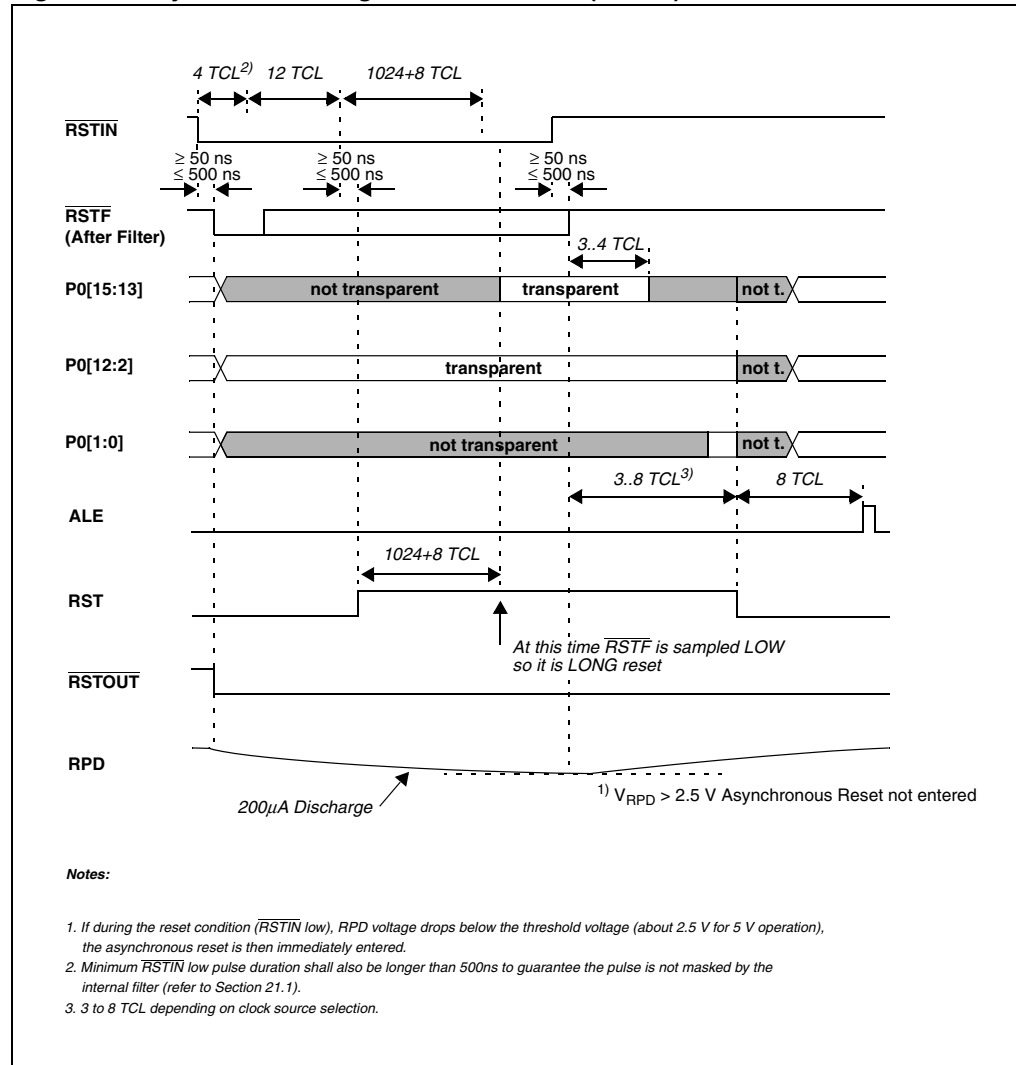 4 TCL2) 12 TCL 1024+8 TCL
RSTIN
≥ 50 ns ≥ 50 ns ≥ 50 ns
≤ 500 ns ≤ 500 ns ≤ 500 ns
RSTF
(After Filter)
3..4 TCL
P0[15:13] not transparent transparent not t.
P0[12:2] transparent not t.
P0[1:0] not transparent not t.
3..8 TCL3) 8 TCL
ALE
1024+8 TCL
RST
At this time RSTF is sampled LOW
so it is LONG reset
RSTOUT
RPD
200µA Discharge
1) VRPD > 2.5 V Asynchronous Reset not entered
Notes:
1. If during the reset condition (RSTIN low), RPD voltage drops below the threshold voltage (about 2.5 V for 5 V operation),
the asynchronous reset is then immediately entered.
2. Minimum RSTIN low pulse duration shall also be longer than 500ns to guarantee the pulse is not masked by the
internal filter (refer to Section 21.1).
3. 3 to 8 TCL depending on clock source selection.